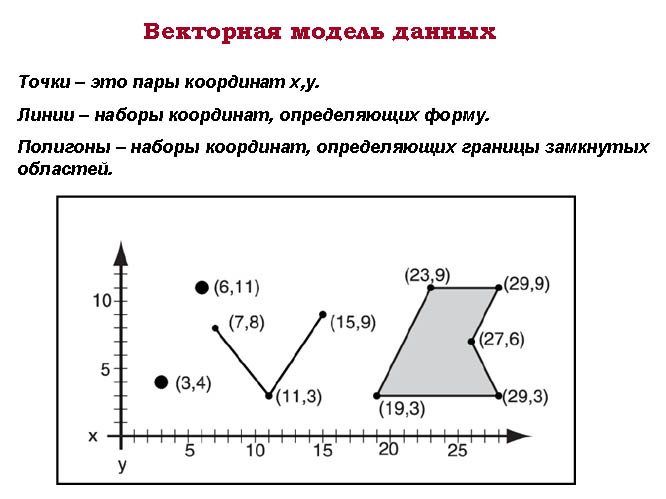 Векторная модель данных
Точки – это пары координат x,y.
Линии – наборы координат, определяющих форму.
Полигоны – наборы координат, определяющих границы замкнутых
областей.
(23,9)
(6,11)
(29,9)
10
(7,8)
(15,9)
(27,6)
5
(3,4)
(11,3)
(19,3)
(29,3)
x
y
5
10
15
20
25